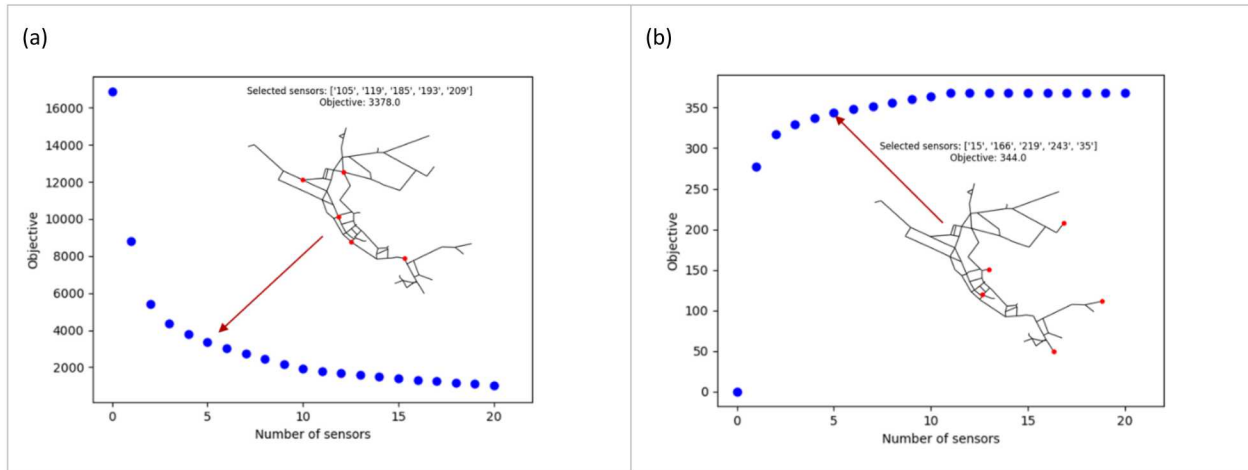 (a)
Selected sensors: ['105', '119', '185', '193', '209']
Objective: 3378.0
16000
14000
12000
10000
8000
6000
4000
2000
Objective
0 5 10 15 20
Number of sensors
(b)
350
300
250
200
150
100
50
0
Selected sensors: ['15', '166', '219', '243', '35']
Objective: 344.0
Objective
0 5 10 15 20
Number of sensors